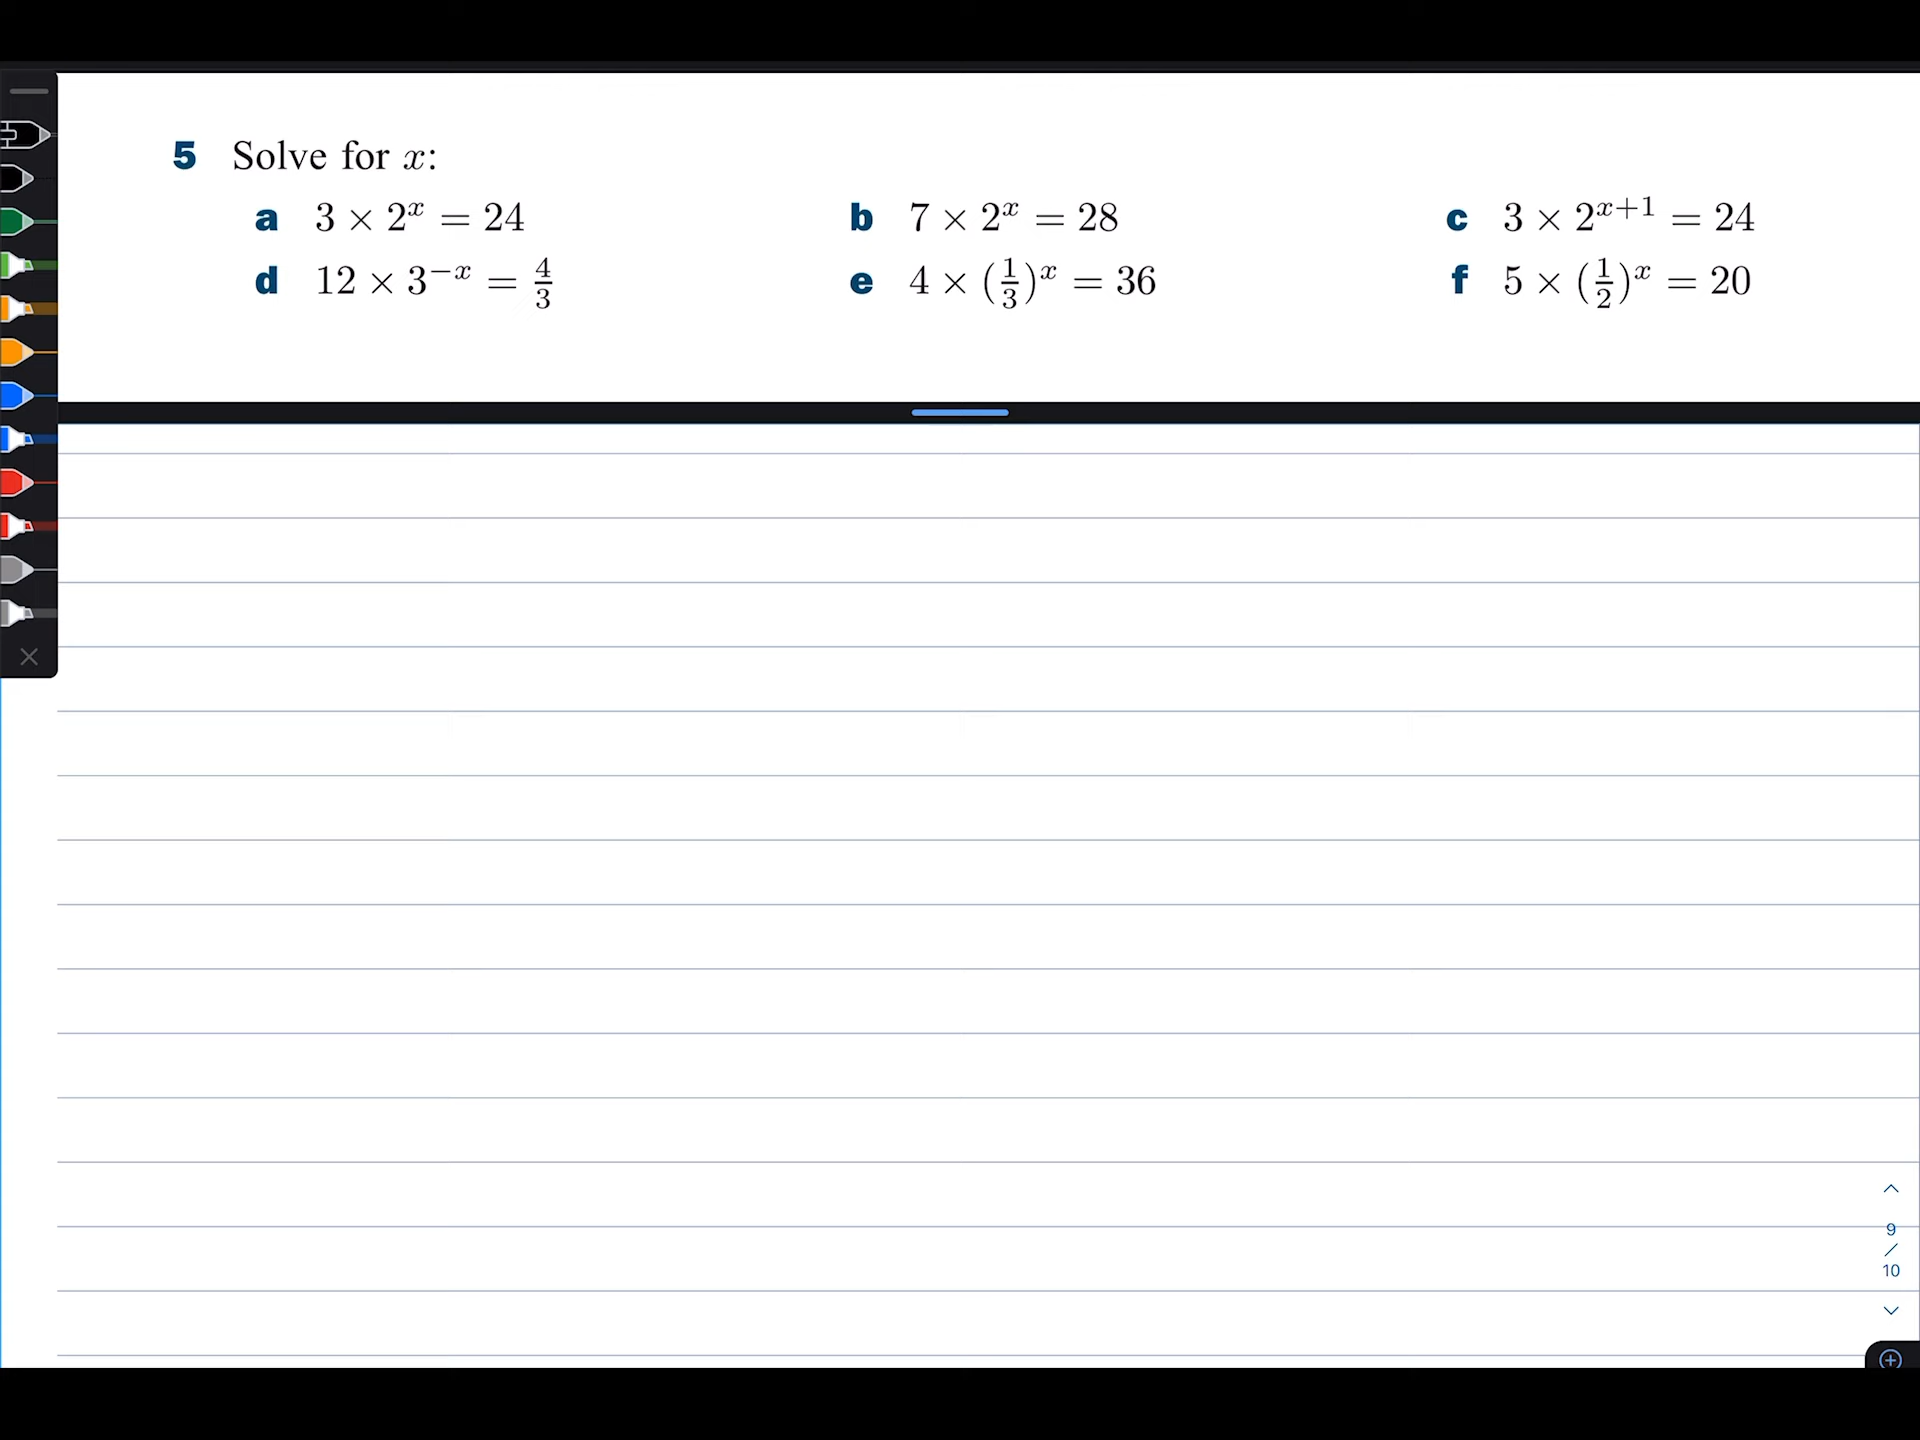 5 Solve for x:
a 3 × 2^x = 24 b 7 × 2^x = 28 c 3 × 2^{x+1} = 24
d 12 × 3^{−x} = 4/3 e 4 × (1/3)^x = 36 f 5 × (1/2)^x = 20
9
/
10